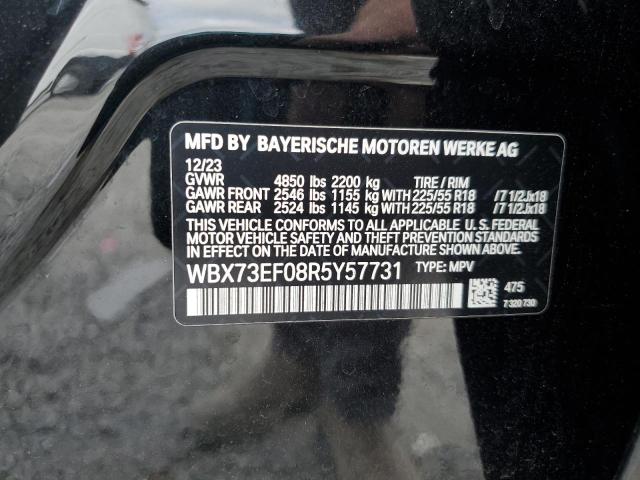 MFD BY BAYERISCHE MOTOREN WERKE AG
12/23
GVWR 4850 lbs 2200 kg TIRE / RIM
GAWR FRONT 2546 lbs 1155 kg WITH 225/55 R18 /7 1/2Jx18
GAWR REAR 2524 lbs 1145 kg WITH 225/55 R18 /7 1/2Jx18
THIS VEHICLE CONFORMS TO ALL APPLICABLE U. S. FEDERAL
MOTOR VEHICLE SAFETY STANDARDS
IN EFFECT ON THE DATE OF MANUFACTURE SHOWN ABOVE.
WBX73EF08R5Y57731 TYPE: MPV
475
7 320 730